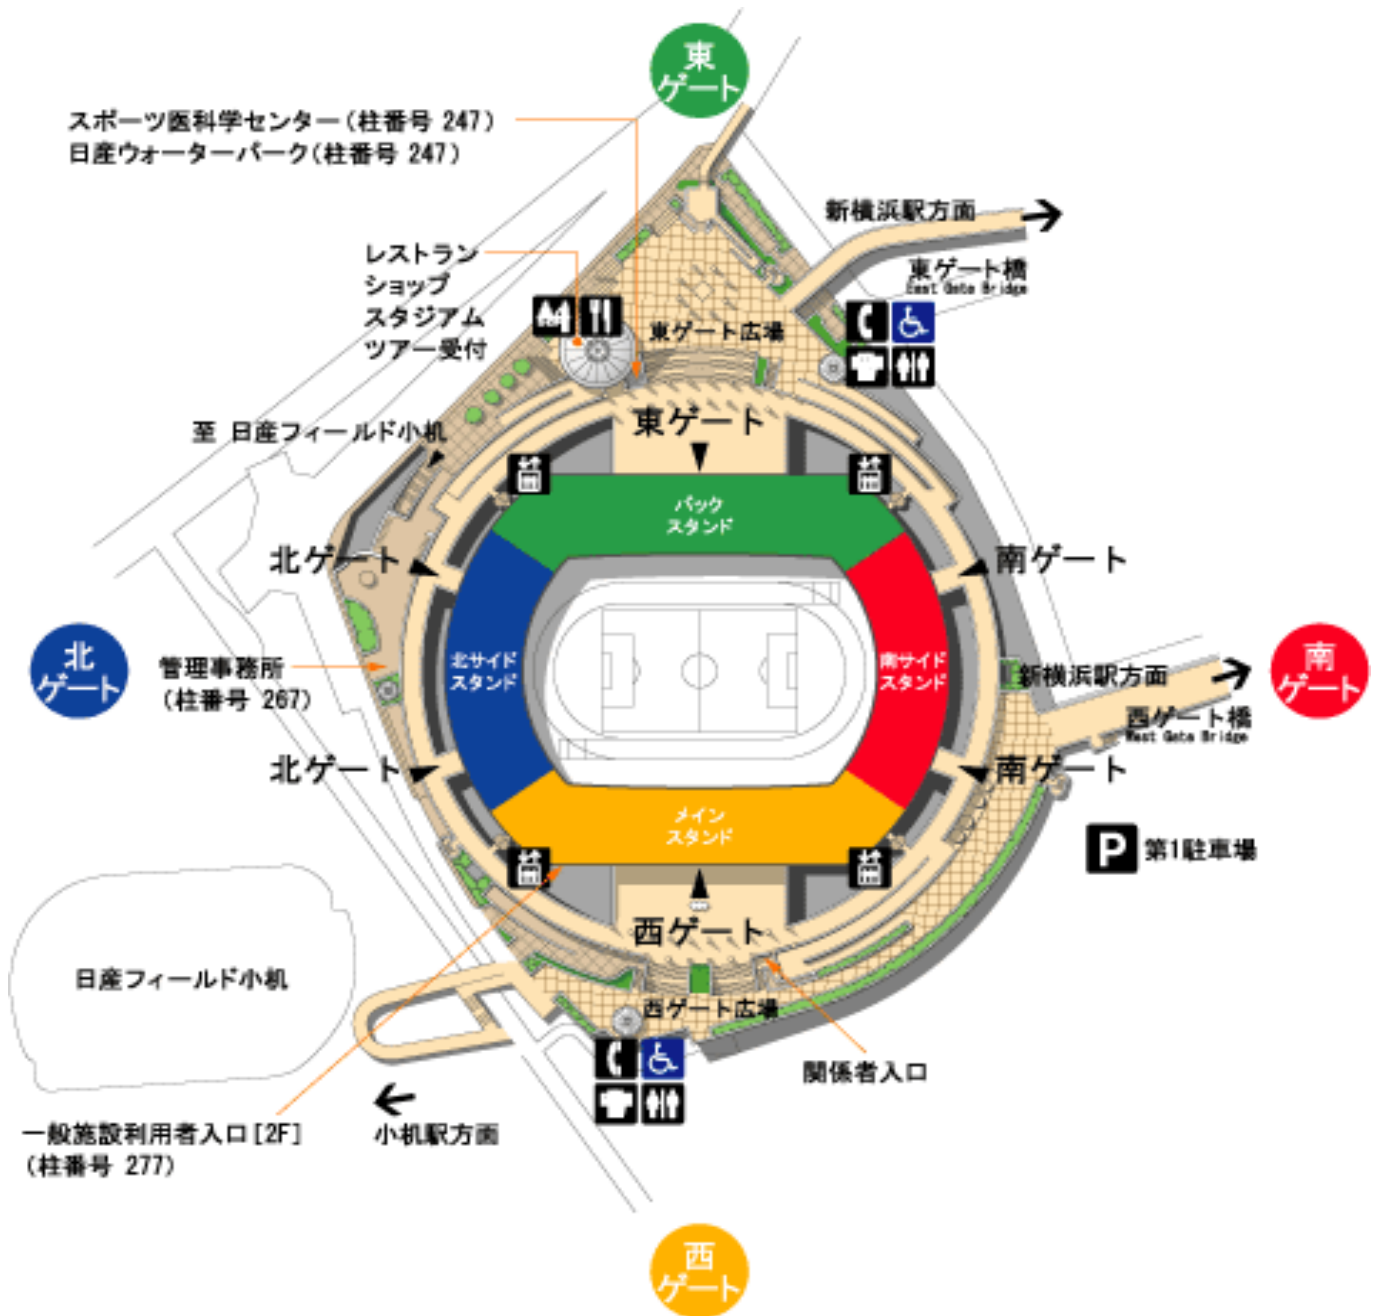 東
ゲート
スポーツ医科学センター(柱番号 247)
日産ウォーターパーク(柱番号 247)
新横浜駅方面
レストラン
ショップ
スタジアム
ツアー受付
東ゲート橋
East Gate Bridge
東ゲート広場
東ゲート
至 日産フィールド小机
バック
スタンド
北ゲート
南ゲート
北
ゲート
管理事務所
(柱番号 267)
北サイド
スタンド
南サイド
スタンド
新横浜駅方面
南
ゲート
西ゲート橋
West Gate Bridge
北ゲート
南ゲート
メイン
スタンド
P 第1駐車場
西ゲート
日産フィールド小机
西ゲート広場
関係者入口
一般施設利用者入口[2F]
(柱番号 277)
小机駅方面
西
ゲート